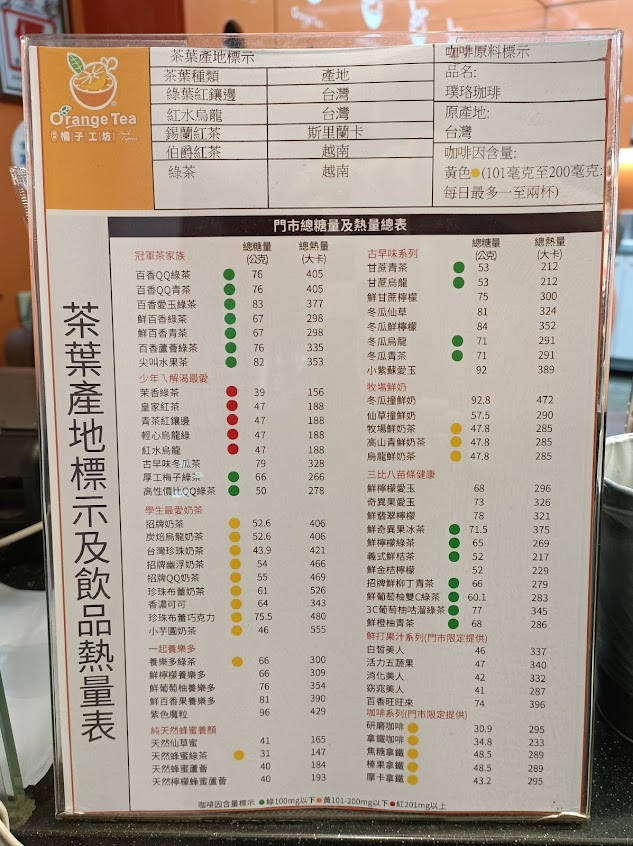 Orange Tea
橘子工坊
茶葉產地標示
茶葉種類 產地
綠葉紅鑲邊 台灣
紅水烏龍 台灣
錫蘭紅茶 斯里蘭卡
伯爵紅茶 越南
綠茶 越南
咖啡原料標示
品名:
璞珞珈琲
原產地:
台灣
咖啡因含量:
黃色●(101毫克至200毫克:
每日最多一至兩杯)
茶葉產地標示及飲品熱量表
門市總糖量及熱量總表
總糖量(公克) 總熱量(大卡)
冠軍茶家族
百香QQ綠茶 ● 76 405
百香QQ青茶 ● 76 405
百香愛玉綠茶 ● 83 377
鮮百香綠茶 ● 67 298
鮮百香青茶 ● 67 298
百香蘆薈綠茶 ● 76 335
尖叫水果茶 ● 82 353
少年ㄟ解渴最愛
茉香綠茶 ● 39 156
皇家紅茶 ● 47 188
青茶紅鑲邊 ● 47 188
輕心烏龍綠 ● 47 188
紅水烏龍 ● 47 188
古早味冬瓜茶 79 328
厚工梅子綠茶 ● 66 266
高性價比QQ綠茶 ● 50 278
學生最愛奶茶
招牌奶茶 ● 52.6 406
炭焙烏龍奶茶 ● 52.6 406
台灣珍珠奶茶 ● 43.9 421
招牌幽浮奶茶 ● 54 466
招牌QQ奶茶 ● 55 469
珍珠布蕾奶茶 ● 61 526
香濃可可 ● 64 343
珍珠布蕾巧克力 ● 75.5 480
小芋圓奶茶 ● 46 555
一起養樂多
養樂多綠茶 ● 66 300
鮮檸檬養樂多 66 309
鮮葡萄柚養樂多 76 354
鮮百香果養樂多 81 390
紫色魔粒 96 429
純天然蜂蜜養顏
天然仙草蜜 41 165
天然蜂蜜綠茶 ● 31 147
天然蜂蜜蘆薈 40 184
天然檸檬蜂蜜蘆薈 40 193
總糖量(公克) 總熱量(大卡)
古早味系列
甘蔗青茶 ● 53 212
甘蔗烏龍 ● 53 212
鮮甘蔗檸檬 75 300
冬瓜仙草 81 324
冬瓜鮮檸檬 84 352
冬瓜烏龍 ● 71 291
冬瓜青茶 ● 71 291
小紫蘇愛玉 92 389
牧場鮮奶
冬瓜撞鮮奶 92.8 472
仙草撞鮮奶 57.5 290
牧場鮮奶茶 ● 47.8 285
高山青鮮奶茶 ● 47.8 285
烏龍鮮奶茶 ● 47.8 285
三比八苗條健康
鮮檸檬愛玉 68 296
奇異果愛玉 73 326
鮮翡翠檸檬 78 321
鮮奇異果冰茶 ● 71.5 375
鮮檸檬綠茶 ● 65 269
義式鮮桔茶 ● 52 217
鮮金桔檸檬 52 229
招牌鮮柳丁青茶 ● 66 279
鮮葡萄柚雙C綠茶 ● 60.1 283
3C葡萄柚咕溜綠茶 ● 77 345
鮮橙柚青茶 ● 68 286
鮮打果汁系列(門市限定提供)
白皙美人 46 337
活力五蔬果 47 340
消化美人 42 332
窈窕美人 41 287
百香旺旺來 74 396
咖啡系列(門市限定提供)
研磨咖啡 ● 30.9 295
拿鐵咖啡 ● 34.8 233
焦糖拿鐵 ● 48.5 289
榛果拿鐵 ● 48.5 289
摩卡拿鐵 ● 43.2 295
咖啡因含量標示 ●綠100mg以下●黃101-200mg以下●紅201mg以上